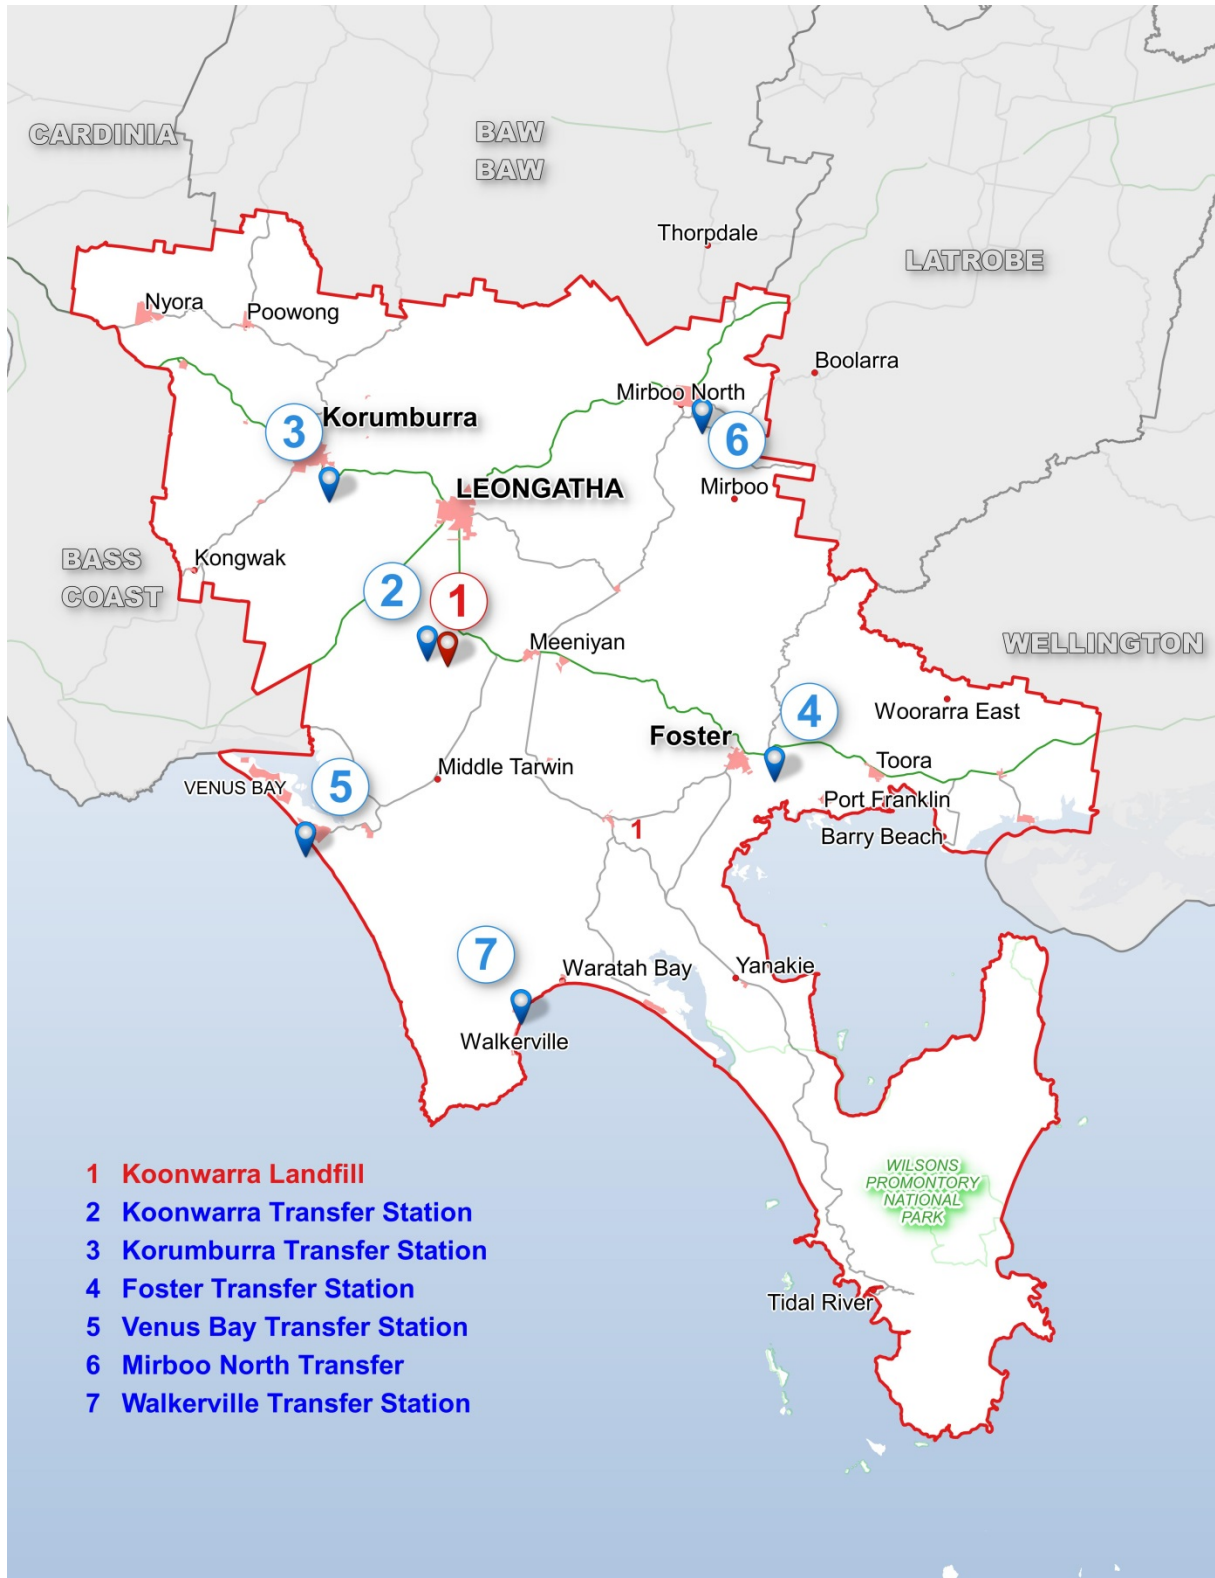 CARDINIA
BAW
BAW
Thorpdale
LATROBE
Nyora
Poowong
Boolarra
Mirboo North
3
Korumburra
6
LEONGATHA
Mirboo
BASS
COAST
Kongwak
2
1
Meeniyan
WELLINGTON
4
Woorarra East
Foster
Toora
Middle Tarwin
VENUS BAY
5
Port Franklin
1
Barry Beach
7
Waratah Bay
Yanakie
Walkerville
WILSONS
PROMONTORY
NATIONAL
PARK
Tidal River
1 Koonwarra Landfill
2 Koonwarra Transfer Station
3 Korumburra Transfer Station
4 Foster Transfer Station
5 Venus Bay Transfer Station
6 Mirboo North Transfer
7 Walkerville Transfer Station